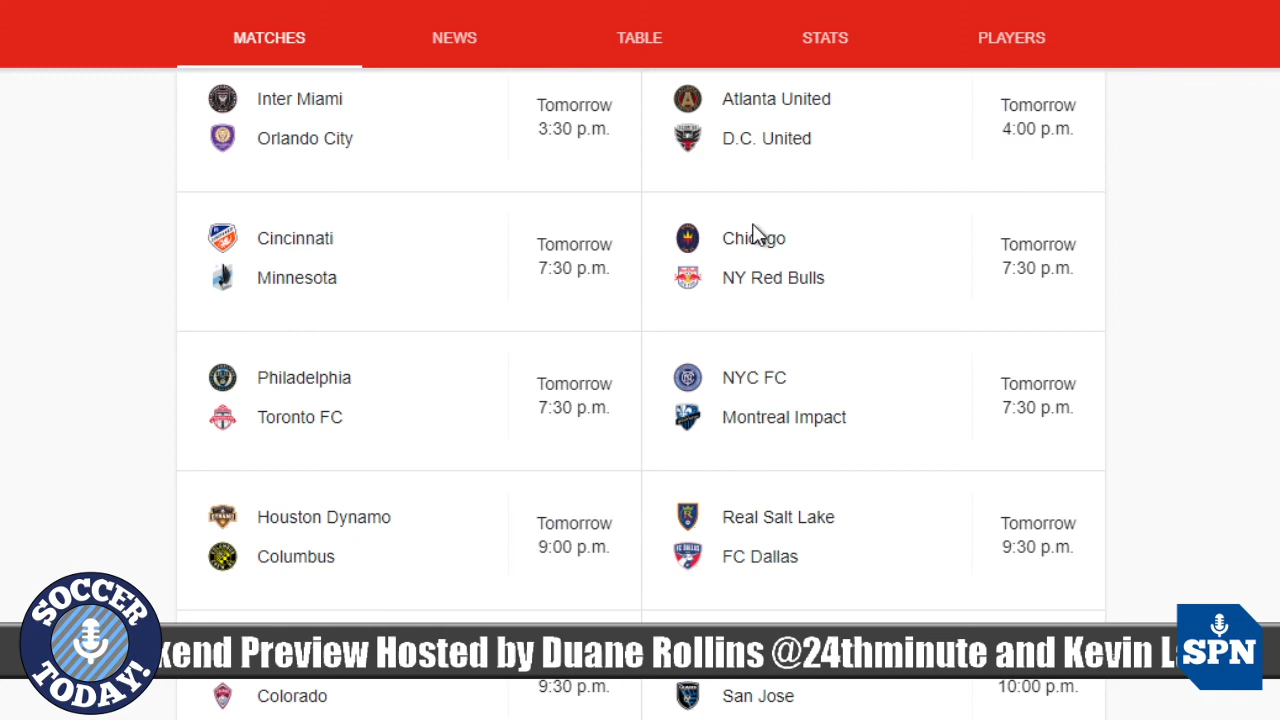 MATCHES NEWS TABLE STATS PLAYERS
Inter Miami
Orlando City
Tomorrow
3:30 p.m.
Atlanta United
D.C. United
Tomorrow
4:00 p.m.
Cincinnati
Minnesota
Tomorrow
7:30 p.m.
Chicago
NY Red Bulls
Tomorrow
7:30 p.m.
Philadelphia
Toronto FC
Tomorrow
7:30 p.m.
NYC FC
Montreal Impact
Tomorrow
7:30 p.m.
Houston Dynamo
Columbus
Tomorrow
9:00 p.m.
Real Salt Lake
FC Dallas
Tomorrow
9:30 p.m.
SOCCER
TODAY!
kend Preview Hosted by Duane Rollins @24thminute and Kevin L
SPN
Colorado
9:30 p.m.
San Jose
10:00 p.m.